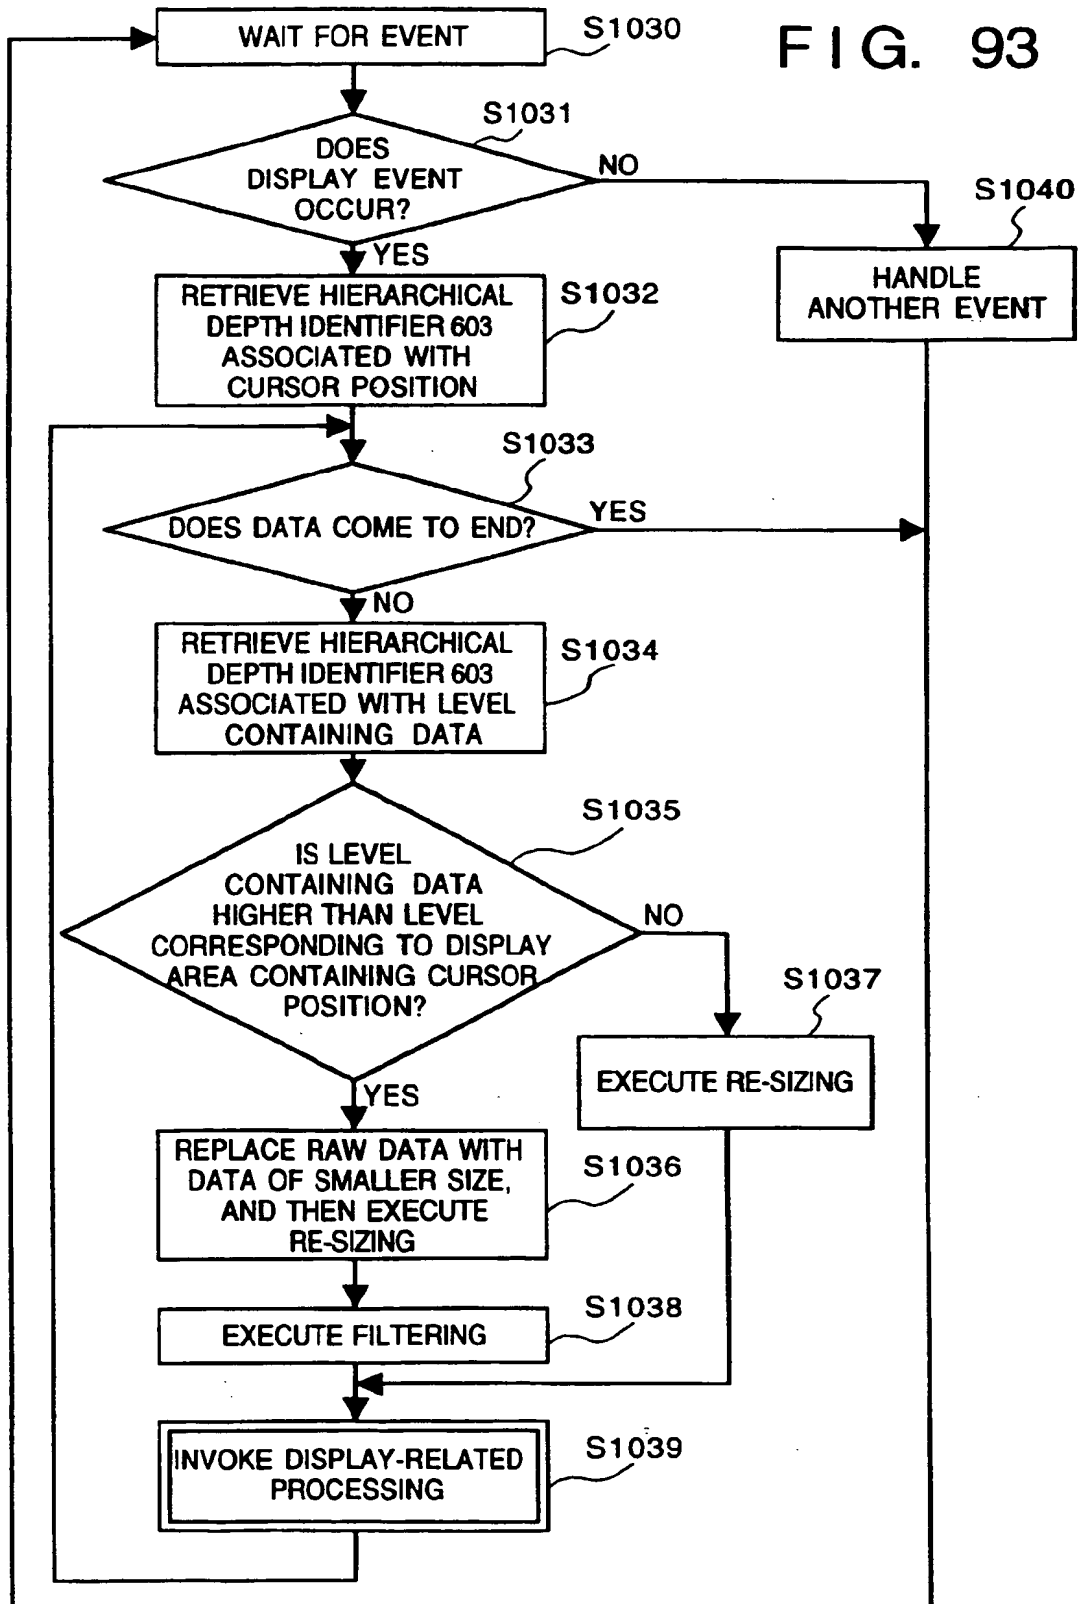 WAIT FOR EVENT
S1030
FIG. 93
S1031
DOES
DISPLAY EVENT
OCCUR?
NO
S1040
YES
HANDLE
ANOTHER EVENT
RETRIEVE HIERARCHICAL
DEPTH IDENTIFIER 603
ASSOCIATED WITH
CURSOR POSITION
S1032
S1033
DOES DATA COME TO END?
YES
NO
RETRIEVE HIERARCHICAL
DEPTH IDENTIFIER 603
ASSOCIATED WITH LEVEL
CONTAINING DATA
S1034
S1035
IS LEVEL
CONTAINING DATA
HIGHER THAN LEVEL
CORRESPONDING TO DISPLAY
AREA CONTAINING CURSOR
POSITION?
NO
S1037
EXECUTE RE-SIZING
YES
REPLACE RAW DATA WITH
DATA OF SMALLER SIZE,
AND THEN EXECUTE
RE-SIZING
S1036
EXECUTE FILTERING
S1038
INVOKE DISPLAY-RELATED
PROCESSING
S1039